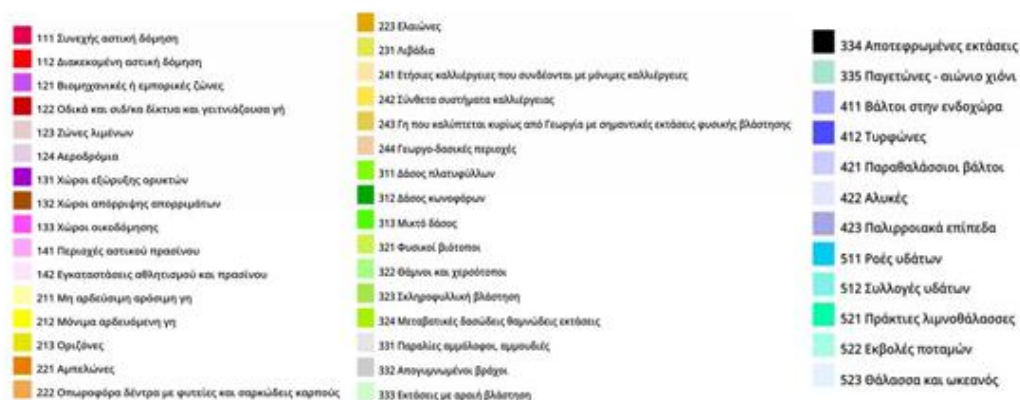 111 Συνεχής αστική δόμηση
112 Διακεκομένη αστική δόμηση
121 Βιομηχανικές ή εμπορικές ζώνες
122 Οδικά και σιδ/κα δίκτυα και γειτνιάζουσα γή
123 Ζώνες λιμένων
124 Αεροδρόμια
131 Χώροι εξώρυξης ορυκτών
132 Χώροι απόρριψης απορριμάτων
133 Χώροι οικοδόμησης
141 Περιοχές αστικού πρασίνου
142 Εγκαταστάσεις αθλητισμού και πρασίνου
211 Μη αρδεύσιμη αρόσιμη γη
212 Μόνιμα αρδευόμενη γη
213 Οριζόνες
221 Αμπελώνες
222 Οπωροφόρα δέντρα με φυτείες και σαρκώδεις καρπούς
223 Ελαιώνες
231 Λιβάδια
241 Ετήσιες καλλιέργειες που συνδέονται με μόνιμες καλλιέργειες
242 Σύνθετα συστήματα καλλιέργειας
243 Γη που καλύπτεται κυρίως από Γεωργία με σημαντικές εκτάσεις φυσικής βλάστησης
244 Γεωργο-δασικές περιοχές
311 Δάσος πλατυφύλλων
312 Δάσος κωνοφόρων
313 Μικτό δάσος
321 Φυσικοί βιότοποι
322 Θάμνοι και χερσότοποι
323 Σκληροφυλλική βλάστηση
324 Μεταβατικές δασώδεις θαμνώδεις εκτάσεις
331 Παραλίες αμμόλοφοι, αμμουδιές
332 Απογυμνωμένοι βράχοι
333 Εκτάσεις με αραιή βλάστηση
334 Αποτεφρωμένες εκτάσεις
335 Παγετώνες - αιώνιο χιόνι
411 Βάλτοι στην ενδοχώρα
412 Τυρφώνες
421 Παραθαλάσσιοι βάλτοι
422 Αλυκές
423 Παλιρροιακά επίπεδα
511 Ροές υδάτων
512 Συλλογές υδάτων
521 Πράκτιες λιμνοθάλασσες
522 Εκβολές ποταμών
523 Θάλασσα και ωκεανός